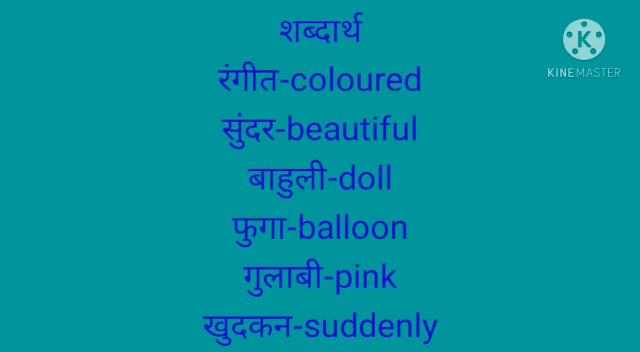 शब्दार्थ
रंगीत-coloured
सुंदर-beautiful
बाहुली-doll
फुगा-balloon
गुलाबी-pink
खुदकन-suddenly
K
KINEMASTER